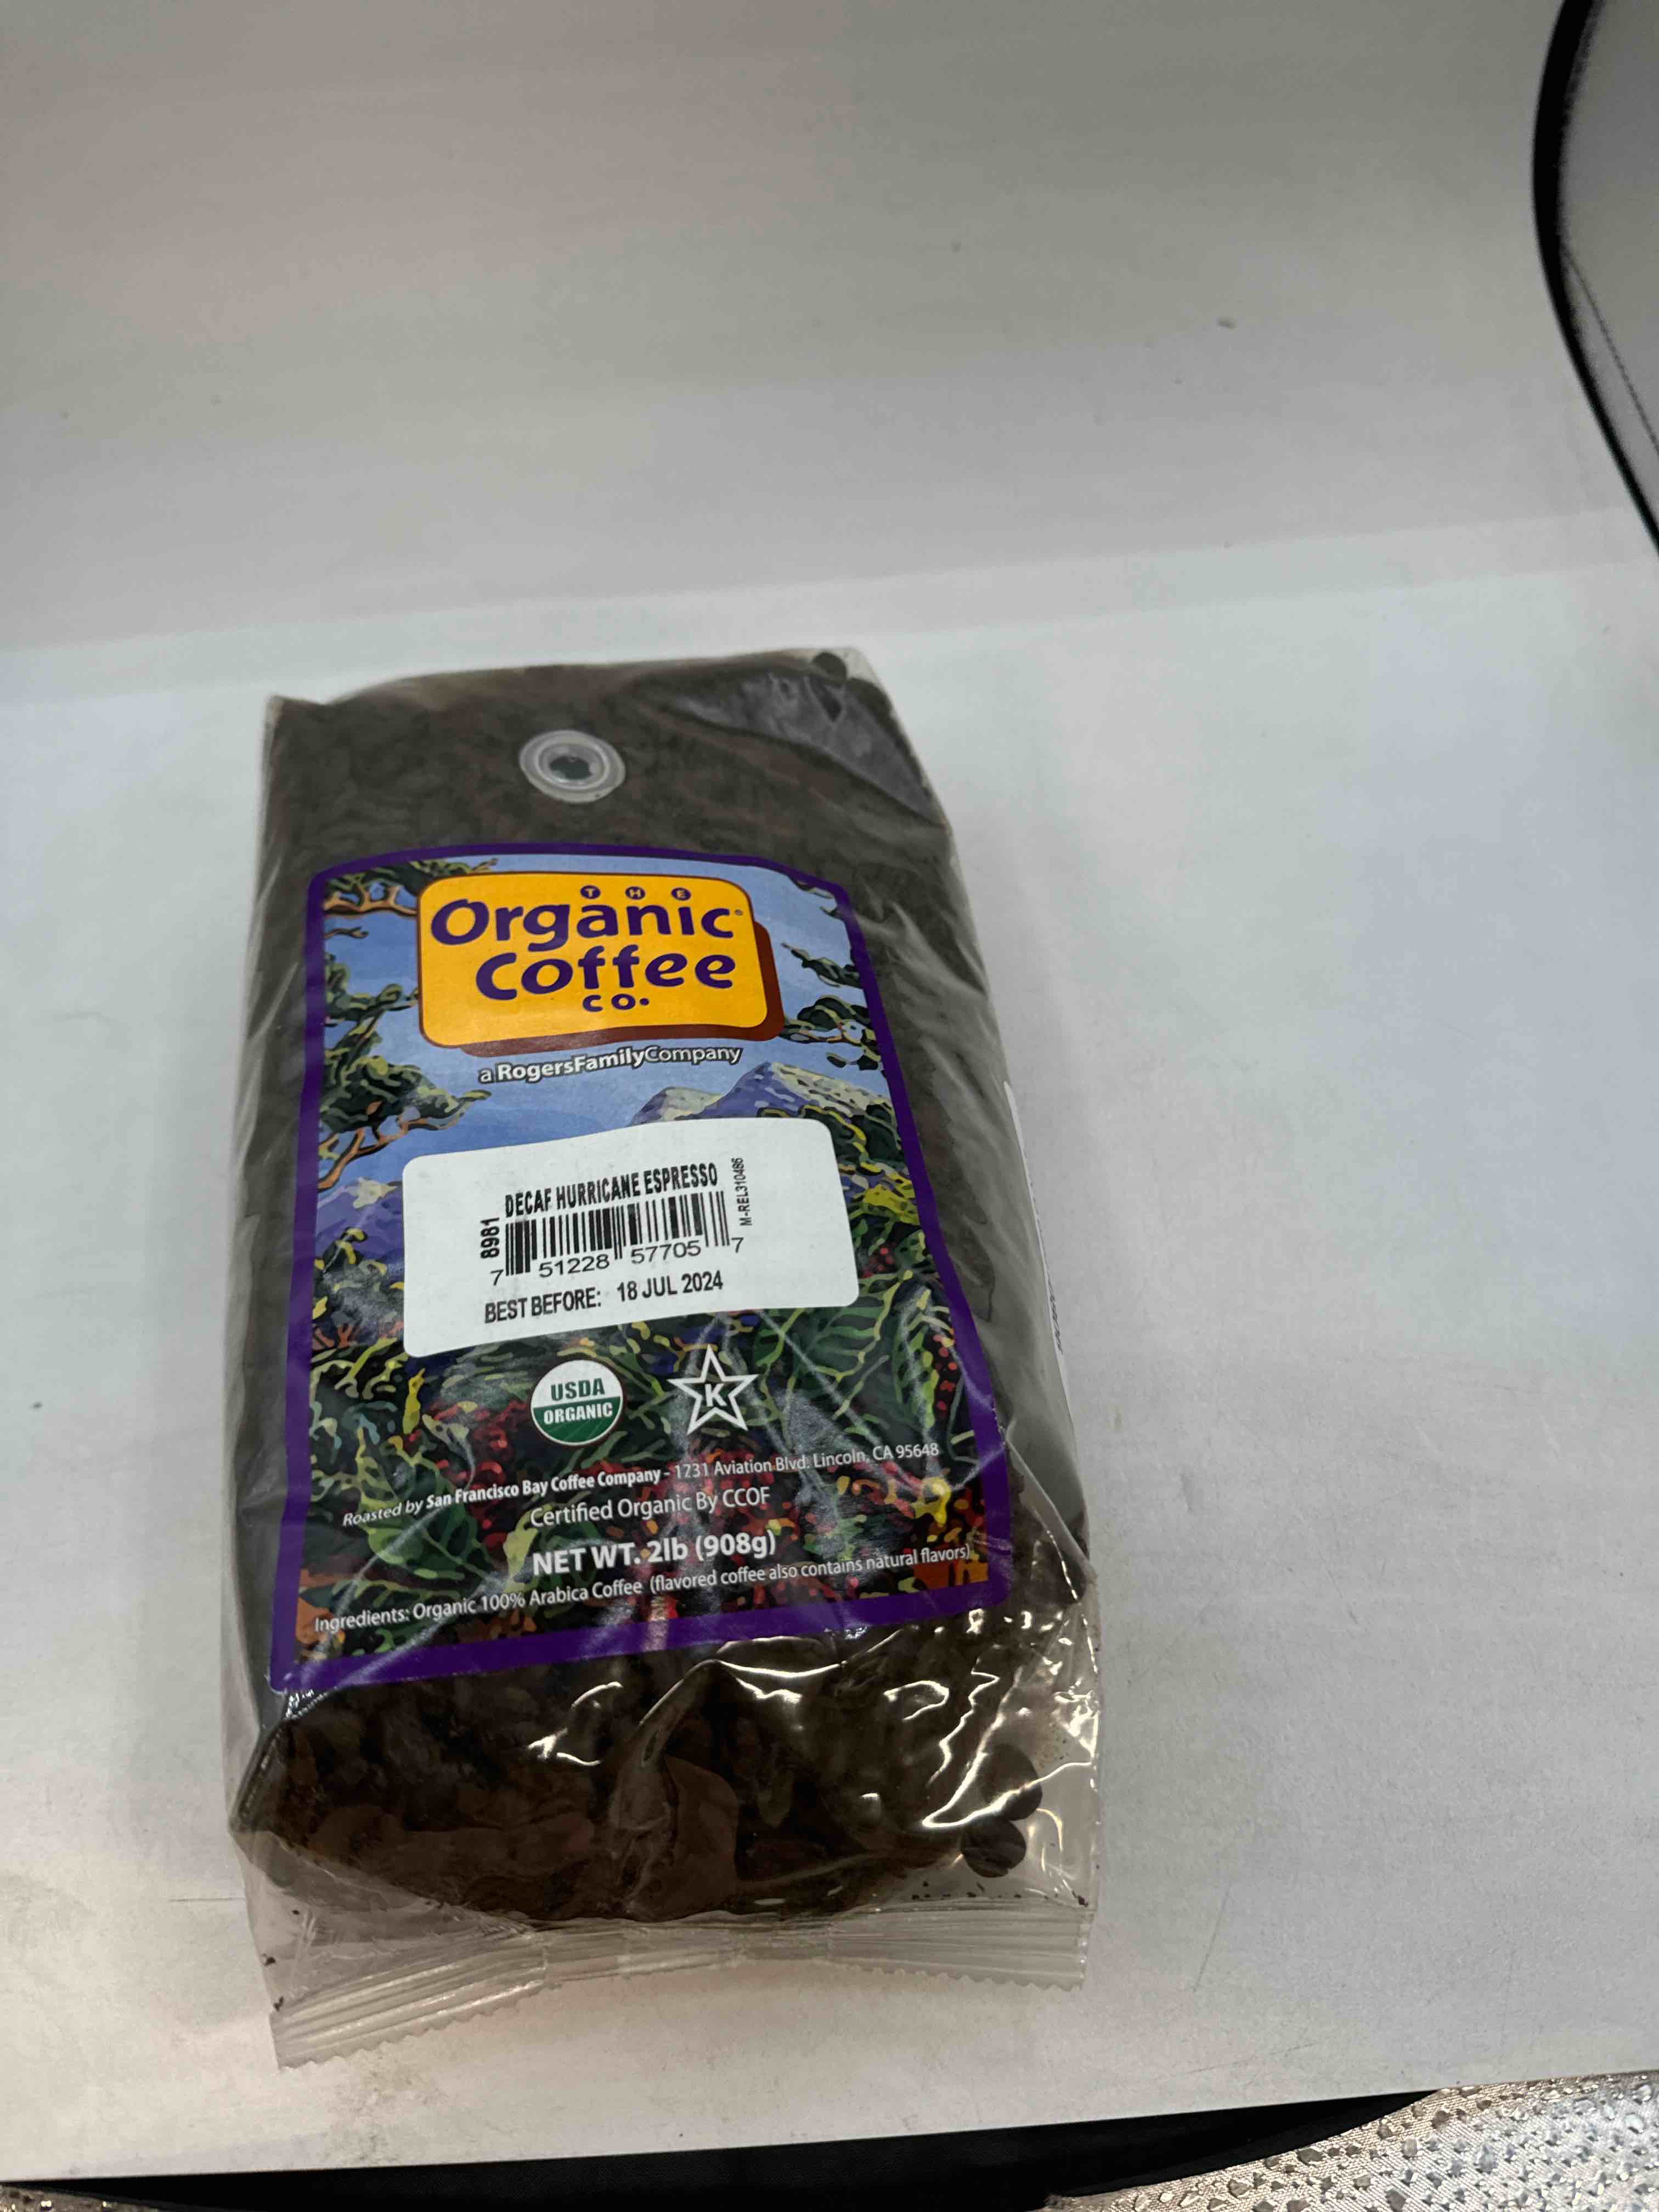 THE
Organic
Coffee
CO.
a RogersFamilyCompany
DECAF HURRICANE ESPRESSO
8981
M-REL310486
7 51228 57705 7
BEST BEFORE: 18 JUL 2024
USDA
ORGANIC
K
Roasted by San Francisco Bay Coffee Company - 1731 Aviation Blvd. Lincoln, CA 95648
Certified Organic By CCOF
NET WT. 2lb (908g)
Ingredients: Organic 100% Arabica Coffee (flavored coffee also contains natural flavors)